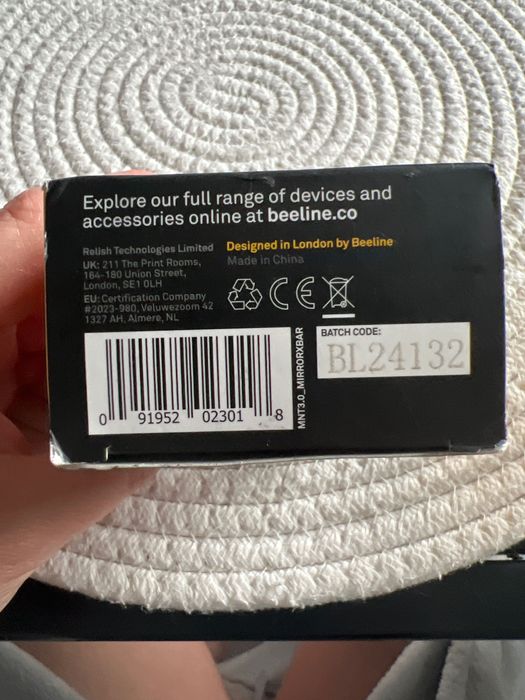 Explore our full range of devices and
accessories online at beeline.co
Relish Technologies Limited
UK: 211 The Print Rooms,
164-180 Union Street,
London, SE1 0LH
EU: Certification Company
#2023-980, Veluwezoom 42
1327 AH, Almere, NL
Designed in London by Beeline
Made in China
CE
0 91952 02301 8
MNT3.0_MIRRORXBAR
BATCH CODE:
BL24132